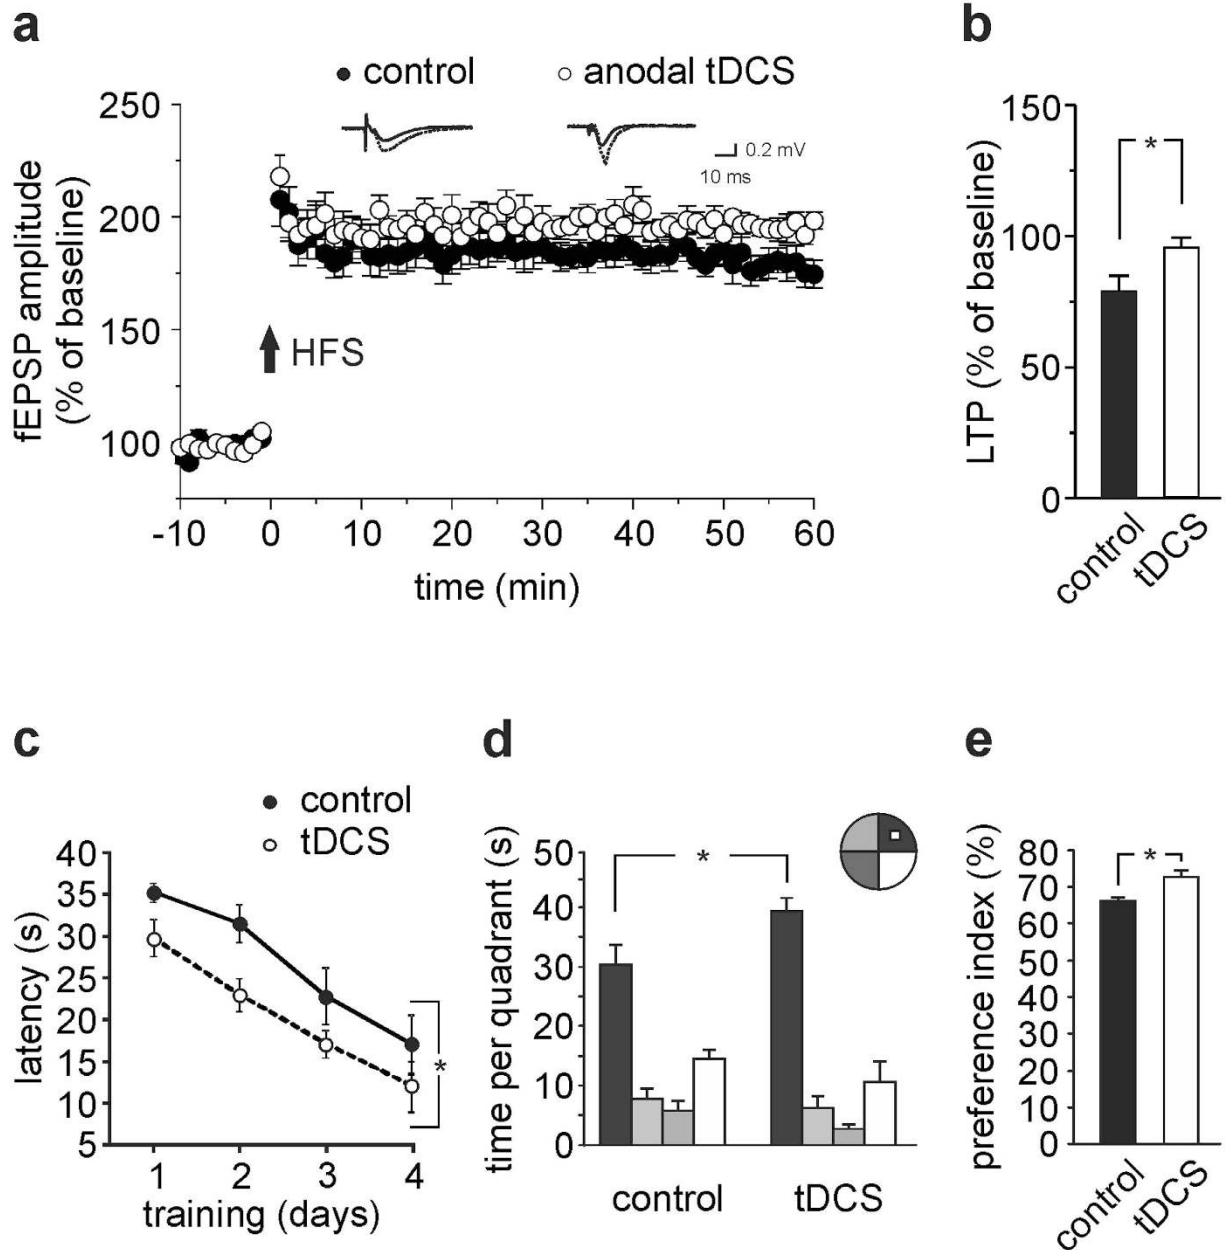 a
control
anodal tDCS
fEPSP amplitude
(% of baseline)
250
200
150
100
0.2 mV
10 ms
HFS
-10 0 10 20 30 40 50 60
time (min)
b
LTP (% of baseline)
150
100
50
0
*
control
tDCS
c
control
tDCS
latency (s)
40
35
30
25
20
15
10
5
*
1 2 3 4
training (days)
d
time per quadrant (s)
50
40
30
20
10
0
*
control
tDCS
e
preference index (%)
80
70
60
50
40
30
20
10
0
*
control
tDCS